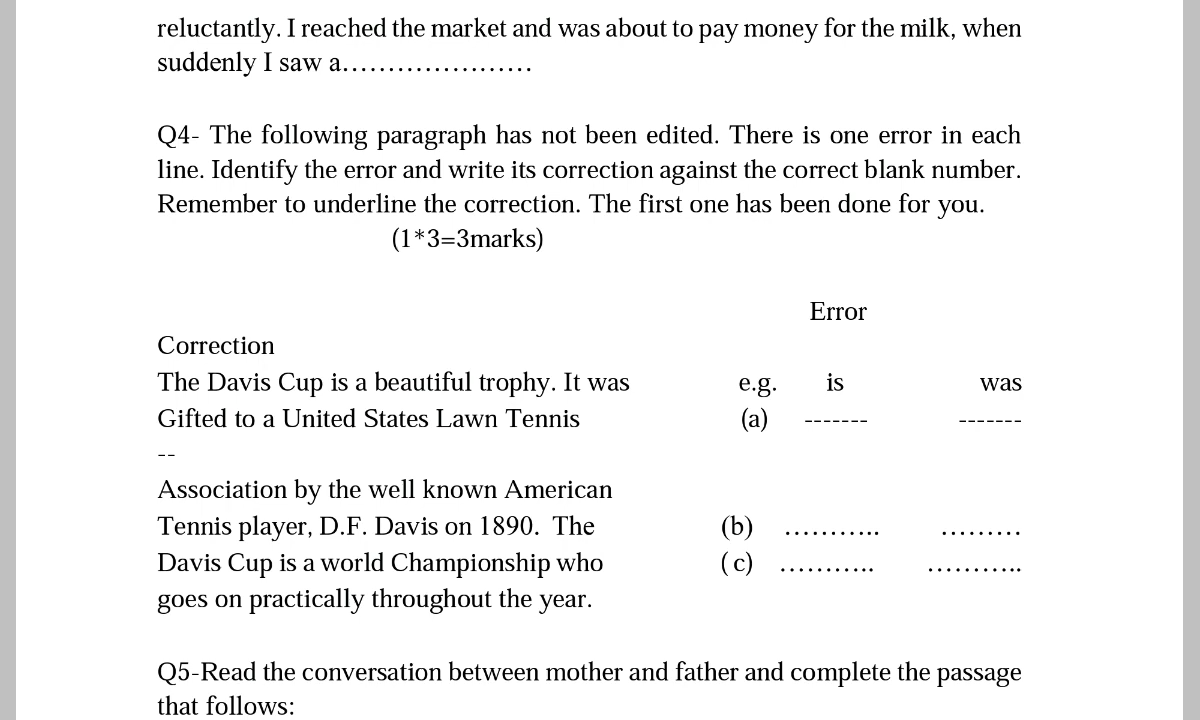 reluctantly. I reached the market and was about to pay money for the milk, when
suddenly I saw a.....................
Q4- The following paragraph has not been edited. There is one error in each
line. Identify the error and write its correction against the correct blank number.
Remember to underline the correction. The first one has been done for you.
(1*3=3marks)
Error
Correction
The Davis Cup is a beautiful trophy. It was e.g. is was
Gifted to a United States Lawn Tennis (a) ------- -------
--
Association by the well known American
Tennis player, D.F. Davis on 1890. The (b) ........... .........
Davis Cup is a world Championship who ( c) ........... ...........
goes on practically throughout the year.
Q5-Read the conversation between mother and father and complete the passage
that follows: